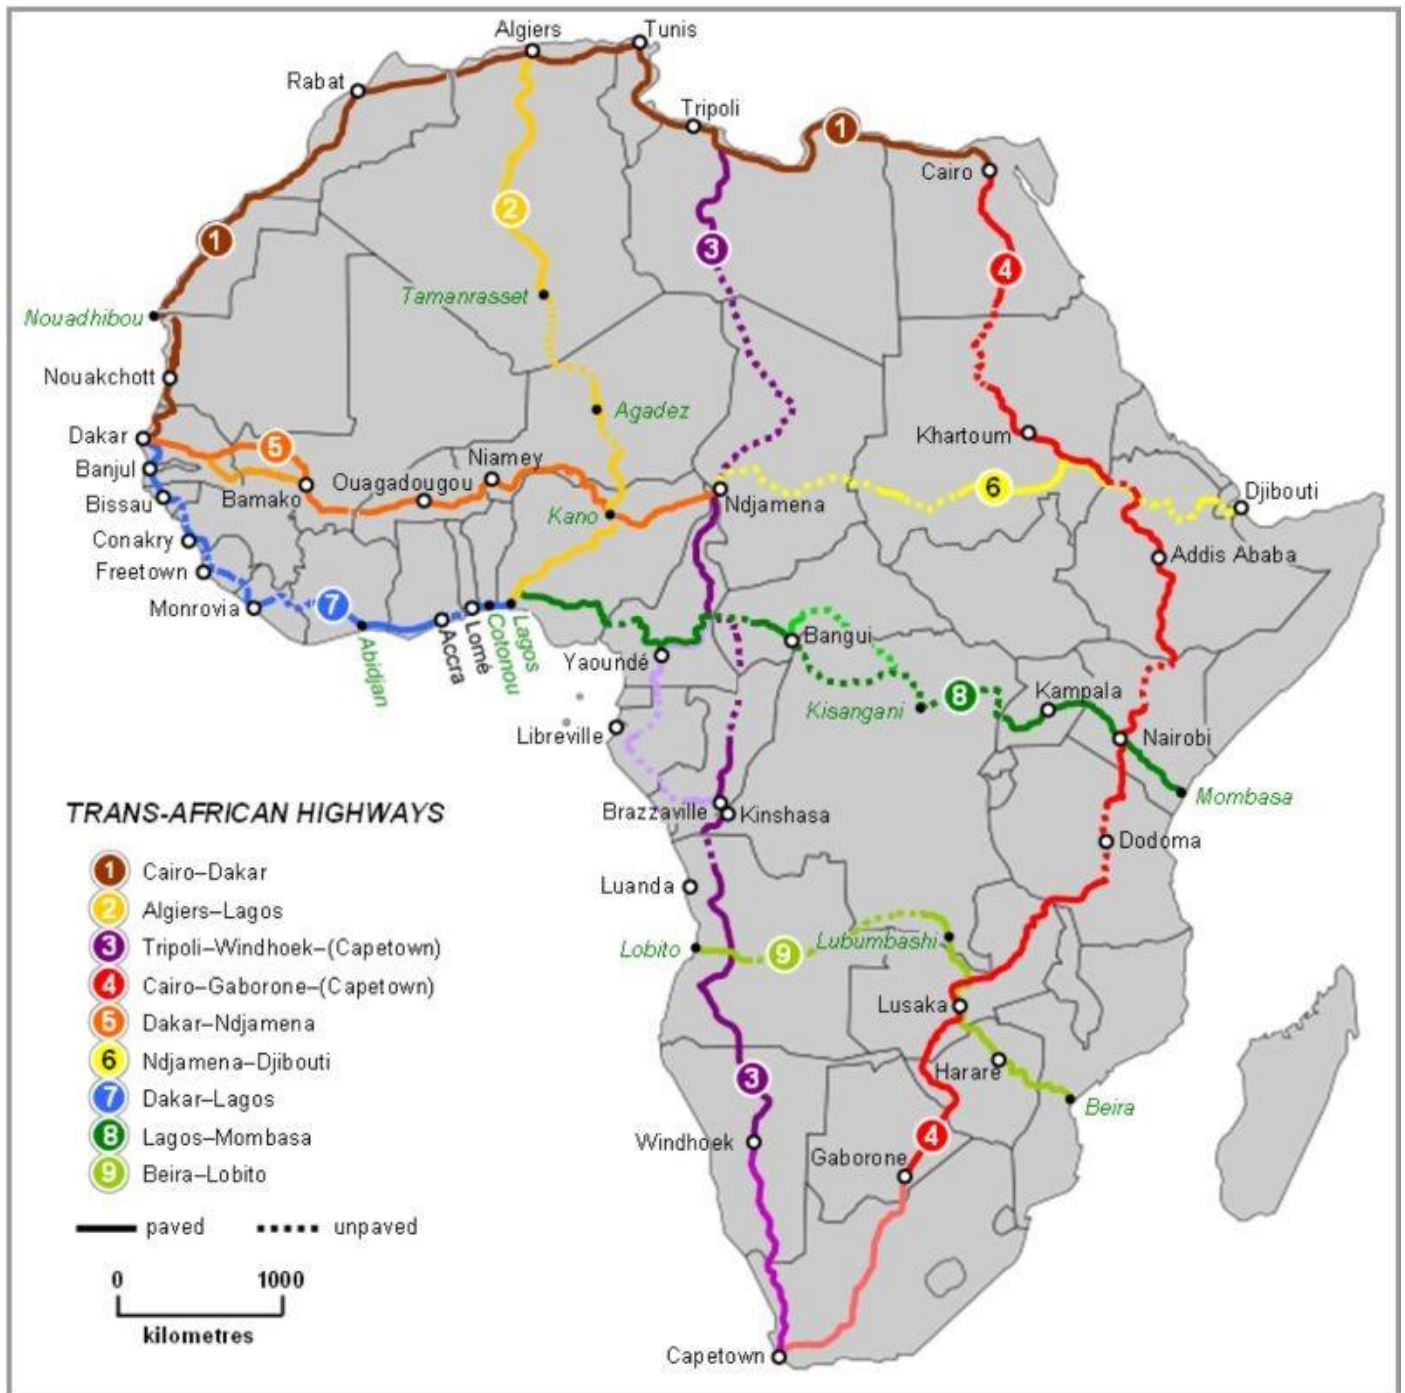 Algiers
Tunis
Rabat
Tripoli
1
Cairo
2
1
3
4
Tamanrasset
Nouadhibou
Nouakchott
Agadez
Dakar
5
Khartoum
Banjul
Niamey
Ouagadougou
Bissau
Bamako
6
Djibouti
Kano
Ndjamena
Conakry
Addis Ababa
Freetown
Monrovia
7
Abidjan
Accra
Lomé
Cotonou
Lagos
Yaoundé
Bangui
Kisangani
8
Kampala
Libreville
Nairobi
Mombasa
Brazzaville
Kinshasa
Dodoma
Luanda
Lobito
9
Lubumbashi
Lusaka
Harare
3
Beira
Windhoek
4
Gaborone
Capetown
TRANS-AFRICAN HIGHWAYS
1 Cairo–Dakar
2 Algiers–Lagos
3 Tripoli–Windhoek–(Capetown)
4 Cairo–Gaborone–(Capetown)
5 Dakar–Ndjamena
6 Ndjamena–Djibouti
7 Dakar–Lagos
8 Lagos–Mombasa
9 Beira–Lobito
paved unpaved
0 1000
kilometres